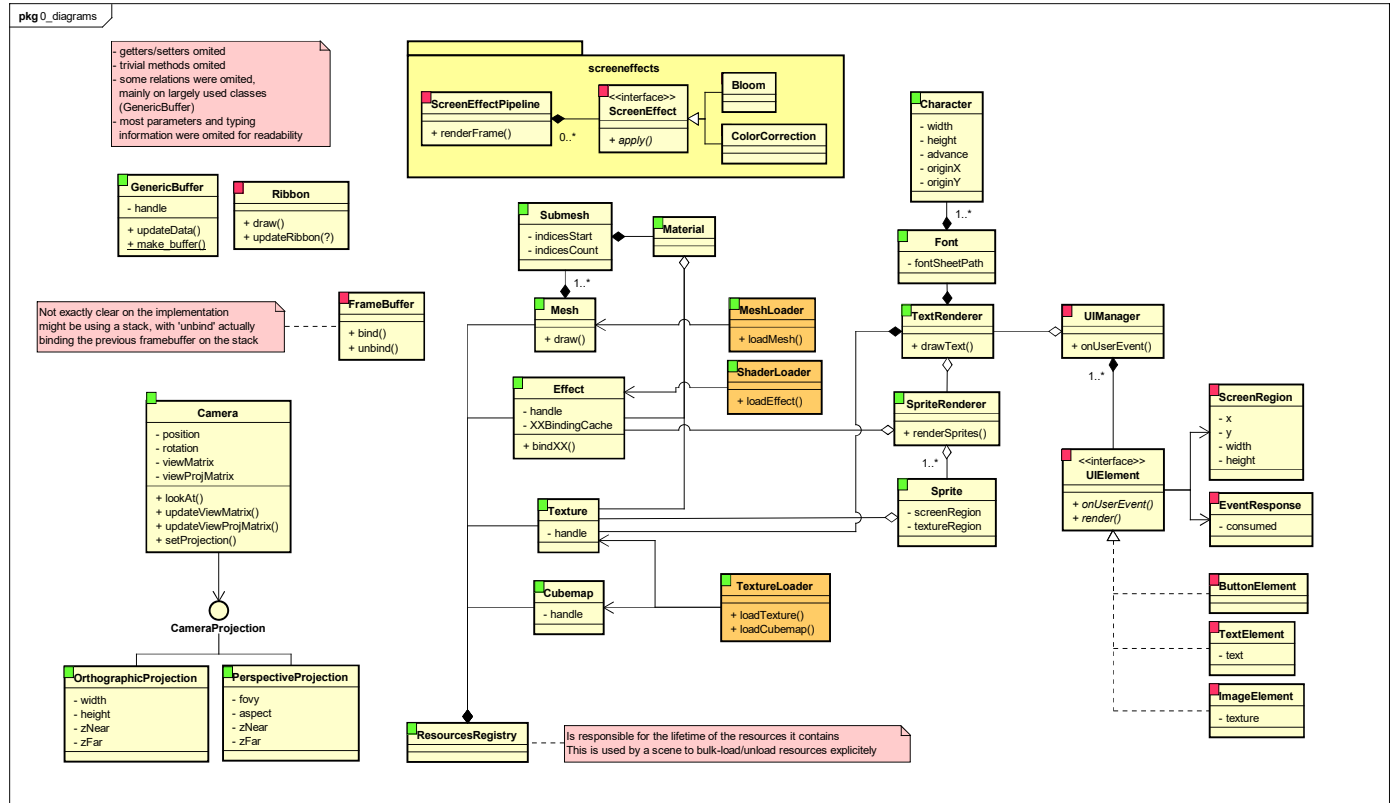 pkg 0_diagrams
- getters/setters omited
- trivial methods omited
- some relations were omited,
mainly on largely used classes
(GenericBuffer)
- most parameters and typing
information were omited for readability
screeneffects
ScreenEffectPipeline
+ renderFrame()
0..*
<<interface>>
ScreenEffect
+ apply()
Bloom
ColorCorrection
Character
- width
- height
- advance
- originX
- originY
1..*
GenericBuffer
- handle
+ updateData()
+ make_buffer()
Ribbon
+ draw()
+ updateRibbon(?)
Submesh
- indicesStart
- indicesCount
Material
1..*
Font
- fontSheetPath
Not exactly clear on the implementation
might be using a stack, with 'unbind' actually
binding the previous framebuffer on the stack
FrameBuffer
+ bind()
+ unbind()
Mesh
+ draw()
MeshLoader
+ loadMesh()
TextRenderer
+ drawText()
UIManager
+ onUserEvent()
1..*
Effect
- handle
- XXBindingCache
+ bindXX()
ShaderLoader
+ loadEffect()
SpriteRenderer
+ renderSprites()
1..*
ScreenRegion
- x
- y
- width
- height
Camera
- position
- rotation
- viewMatrix
- viewProjMatrix
+ lookAt()
+ updateViewMatrix()
+ updateViewProjMatrix()
+ setProjection()
<<interface>>
UIElement
+ onUserEvent()
+ render()
Texture
- handle
Sprite
- screenRegion
- textureRegion
EventResponse
- consumed
Cubemap
- handle
TextureLoader
+ loadTexture()
+ loadCubemap()
ButtonElement
CameraProjection
TextElement
- text
OrthographicProjection
- width
- height
- zNear
- zFar
PerspectiveProjection
- fovy
- aspect
- zNear
- zFar
ImageElement
- texture
ResourcesRegistry
Is responsible for the lifetime of the resources it contains
This is used by a scene to bulk-load/unload resources explicitely